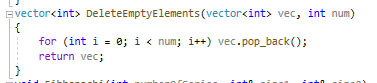 vector<int> DeleteEmptyElements(vector<int> vec, int num)
{
for (int i = 0; i < num; i++) vec.pop_back();
return vec;
}